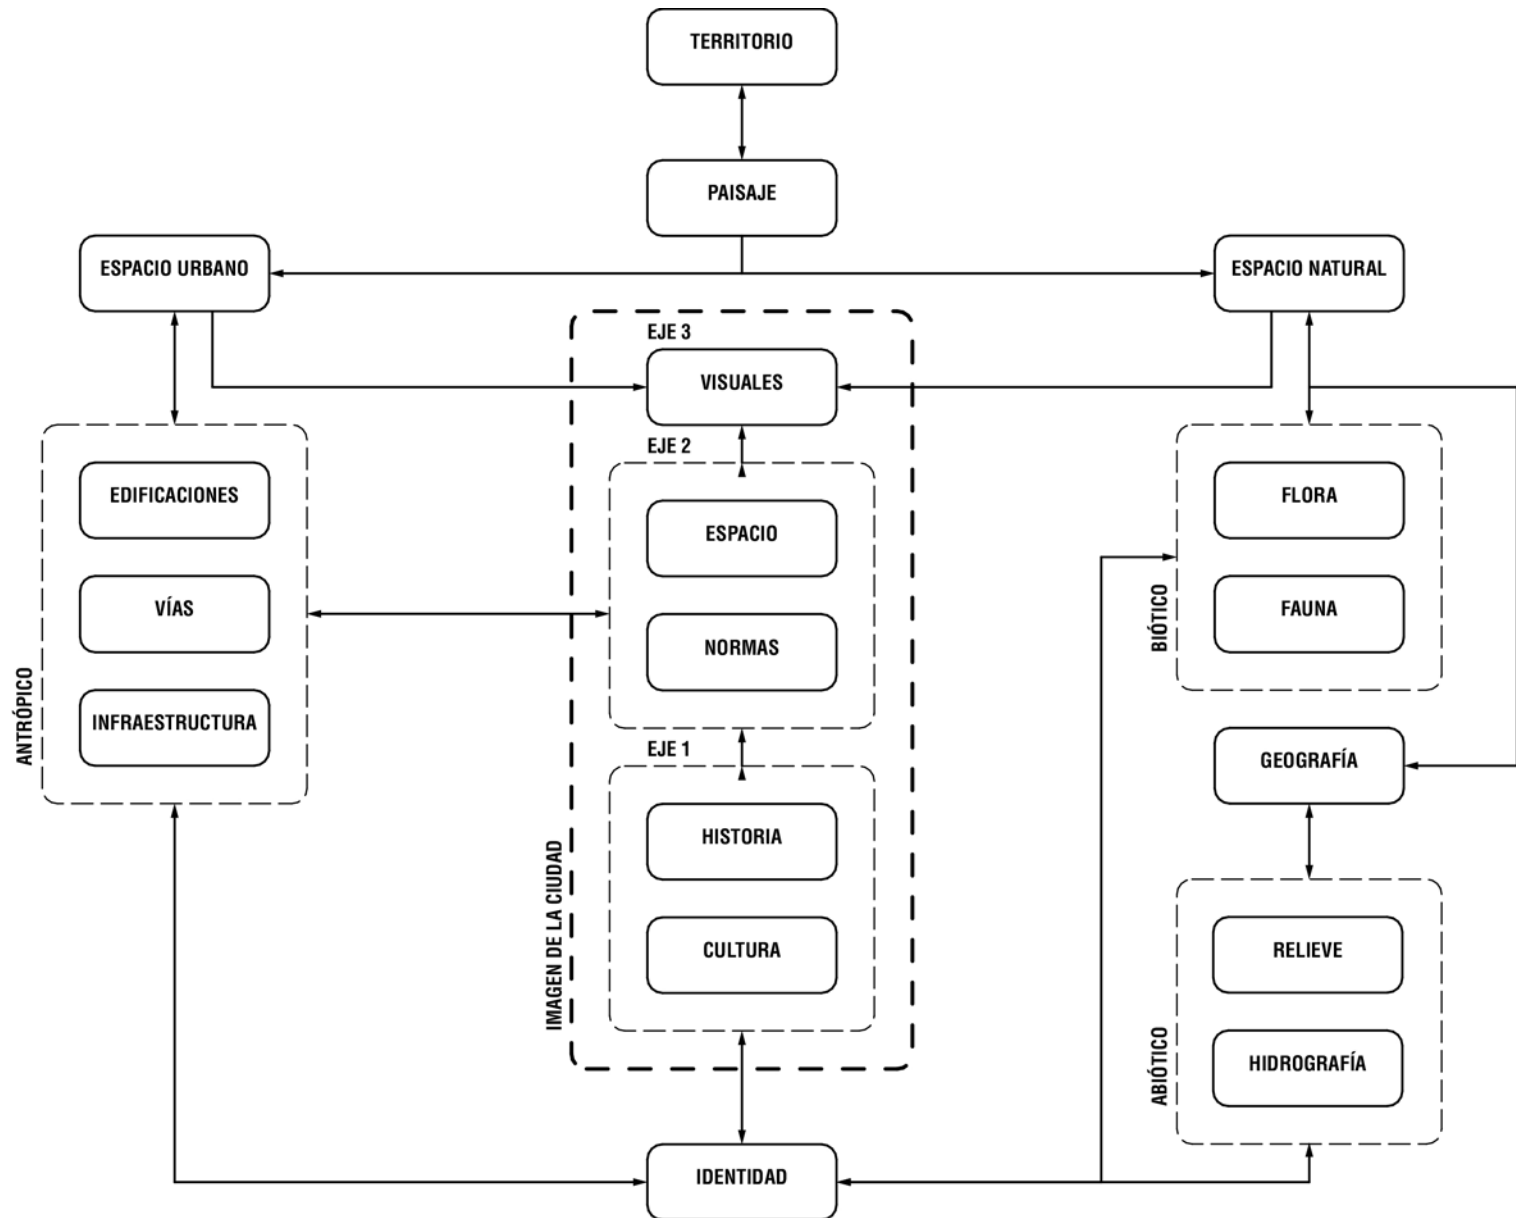 TERRITORIO
PAISAJE
ESPACIO URBANO
ESPACIO NATURAL
EJE 3
VISUALES
EJE 2
ESPACIO
NORMAS
EJE 1
HISTORIA
CULTURA
IMAGEN DE LA CIUDAD
EDIFICACIONES
VÍAS
INFRAESTRUCTURA
ANTRÓPICO
FLORA
FAUNA
BIÓTICO
GEOGRAFÍA
RELIEVE
HIDROGRAFÍA
ABIÓTICO
IDENTIDAD